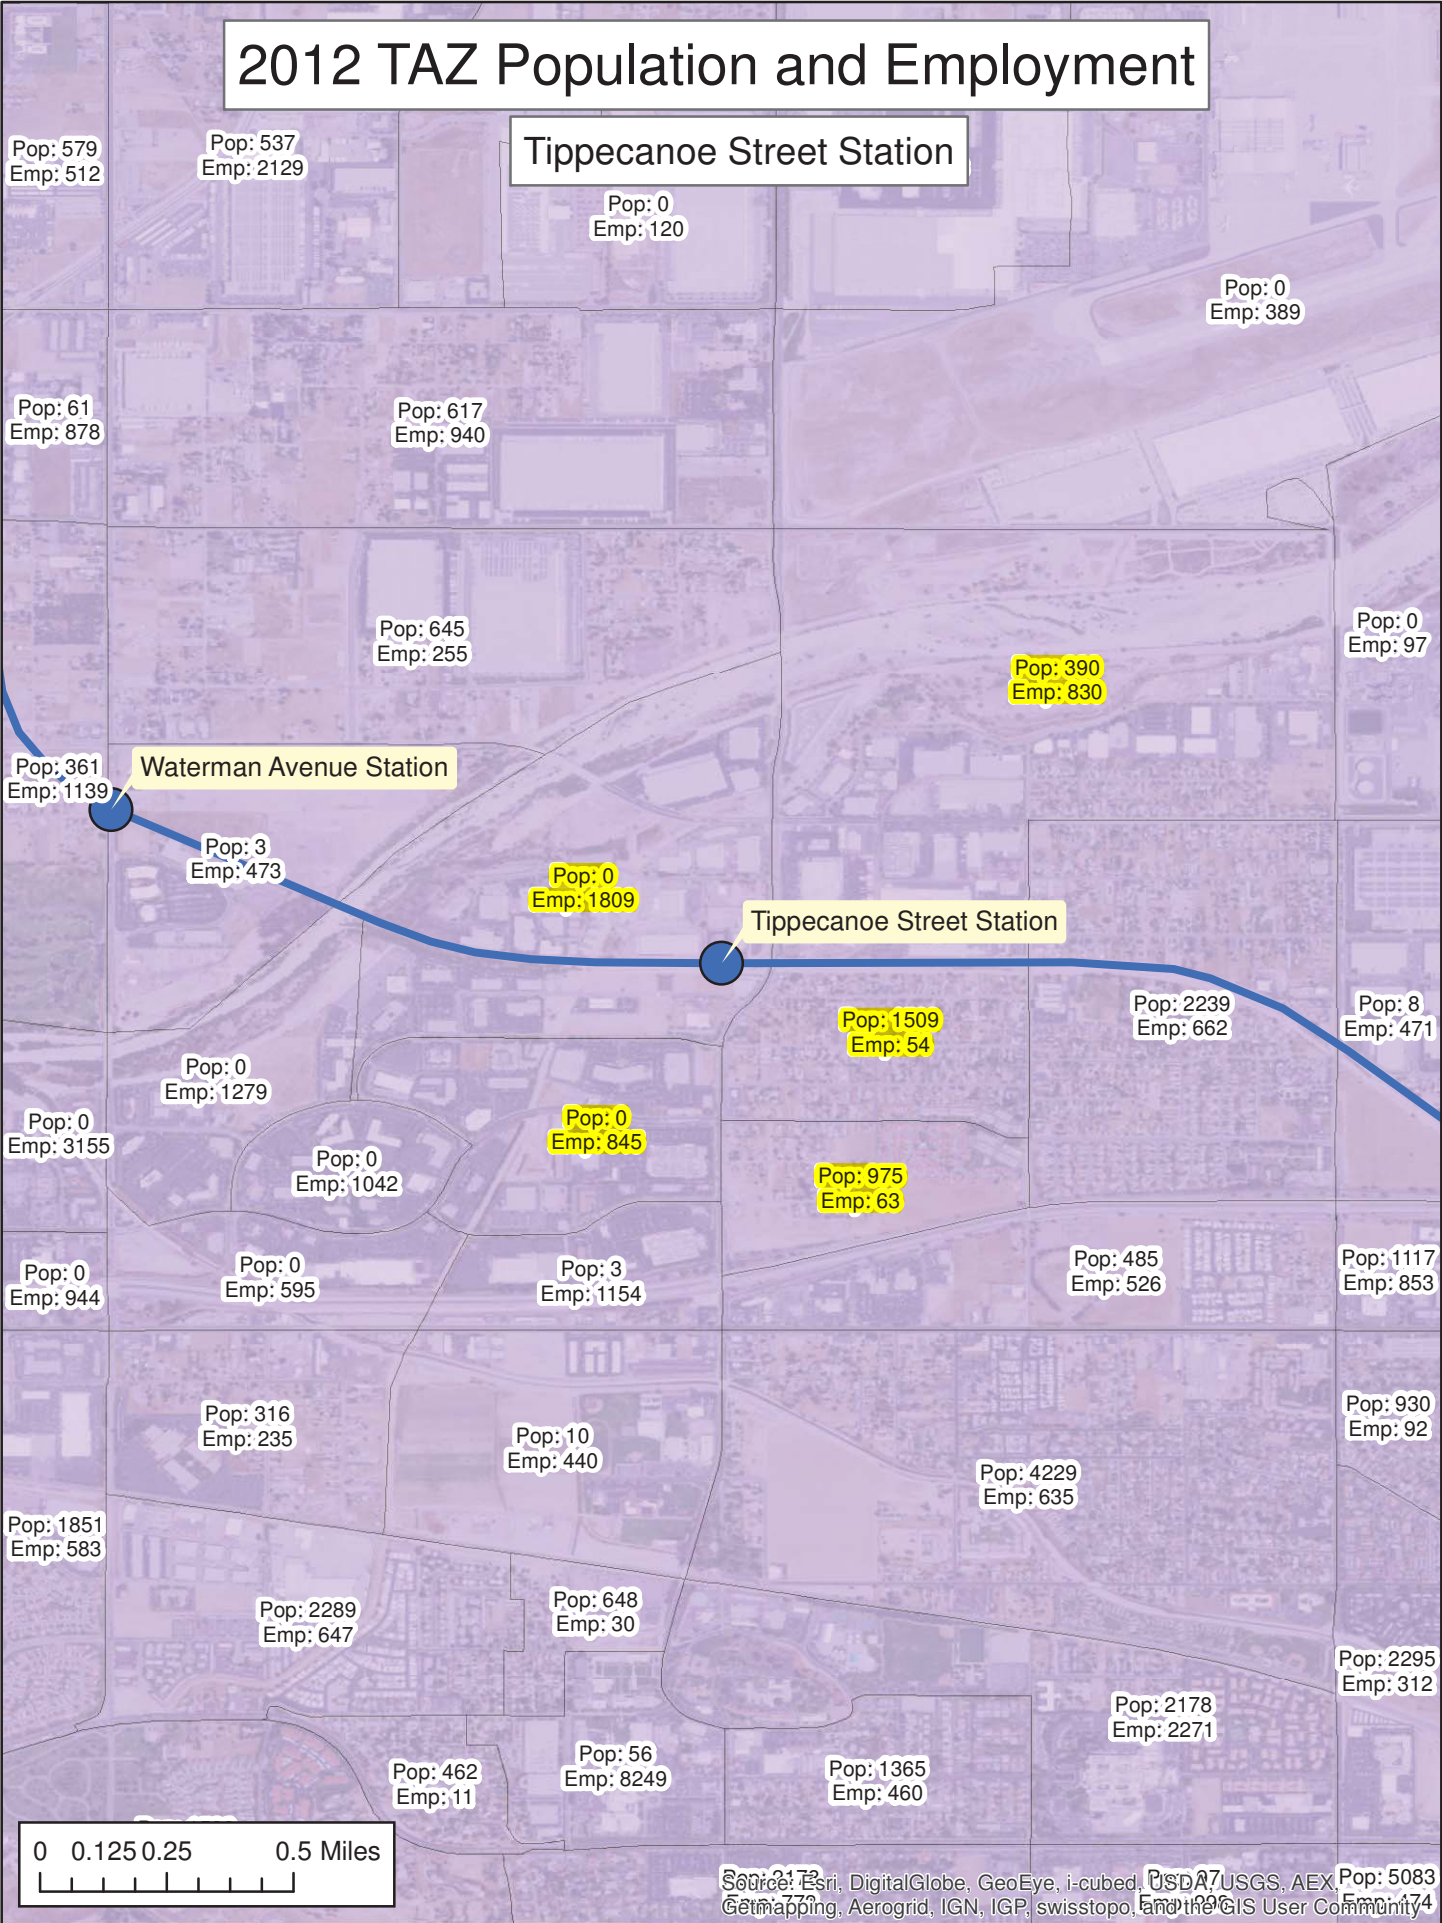 2012 TAZ Population and Employment
Tippecanoe Street Station
Pop: 579
Emp: 512
Pop: 537
Emp: 2129
Pop: 0
Emp: 120
Pop: 0
Emp: 389
Pop: 61
Emp: 878
Pop: 617
Emp: 940
Pop: 645
Emp: 255
Pop: 0
Emp: 97
Pop: 390
Emp: 830
Pop: 361
Emp: 1139
Waterman Avenue Station
Pop: 3
Emp: 473
Pop: 0
Emp: 1809
Tippecanoe Street Station
Pop: 1509
Emp: 54
Pop: 2239
Emp: 662
Pop: 8
Emp: 471
Pop: 0
Emp: 1279
Pop: 0
Emp: 3155
Pop: 0
Emp: 1042
Pop: 0
Emp: 845
Pop: 975
Emp: 63
Pop: 0
Emp: 944
Pop: 0
Emp: 595
Pop: 3
Emp: 1154
Pop: 485
Emp: 526
Pop: 1117
Emp: 853
Pop: 316
Emp: 235
Pop: 10
Emp: 440
Pop: 930
Emp: 92
Pop: 4229
Emp: 635
Pop: 1851
Emp: 583
Pop: 2289
Emp: 647
Pop: 648
Emp: 30
Pop: 2295
Emp: 312
Pop: 2178
Emp: 2271
Pop: 462
Emp: 11
Pop: 56
Emp: 8249
Pop: 1365
Emp: 460
0 0.125 0.25 0.5 Miles
Pop: 5083
Source: Esri, DigitalGlobe, GeoEye, i-cubed, USDA, USGS, AEX,
Getmapping, Aerogrid, IGN, IGP, swisstopo, and the GIS User Community